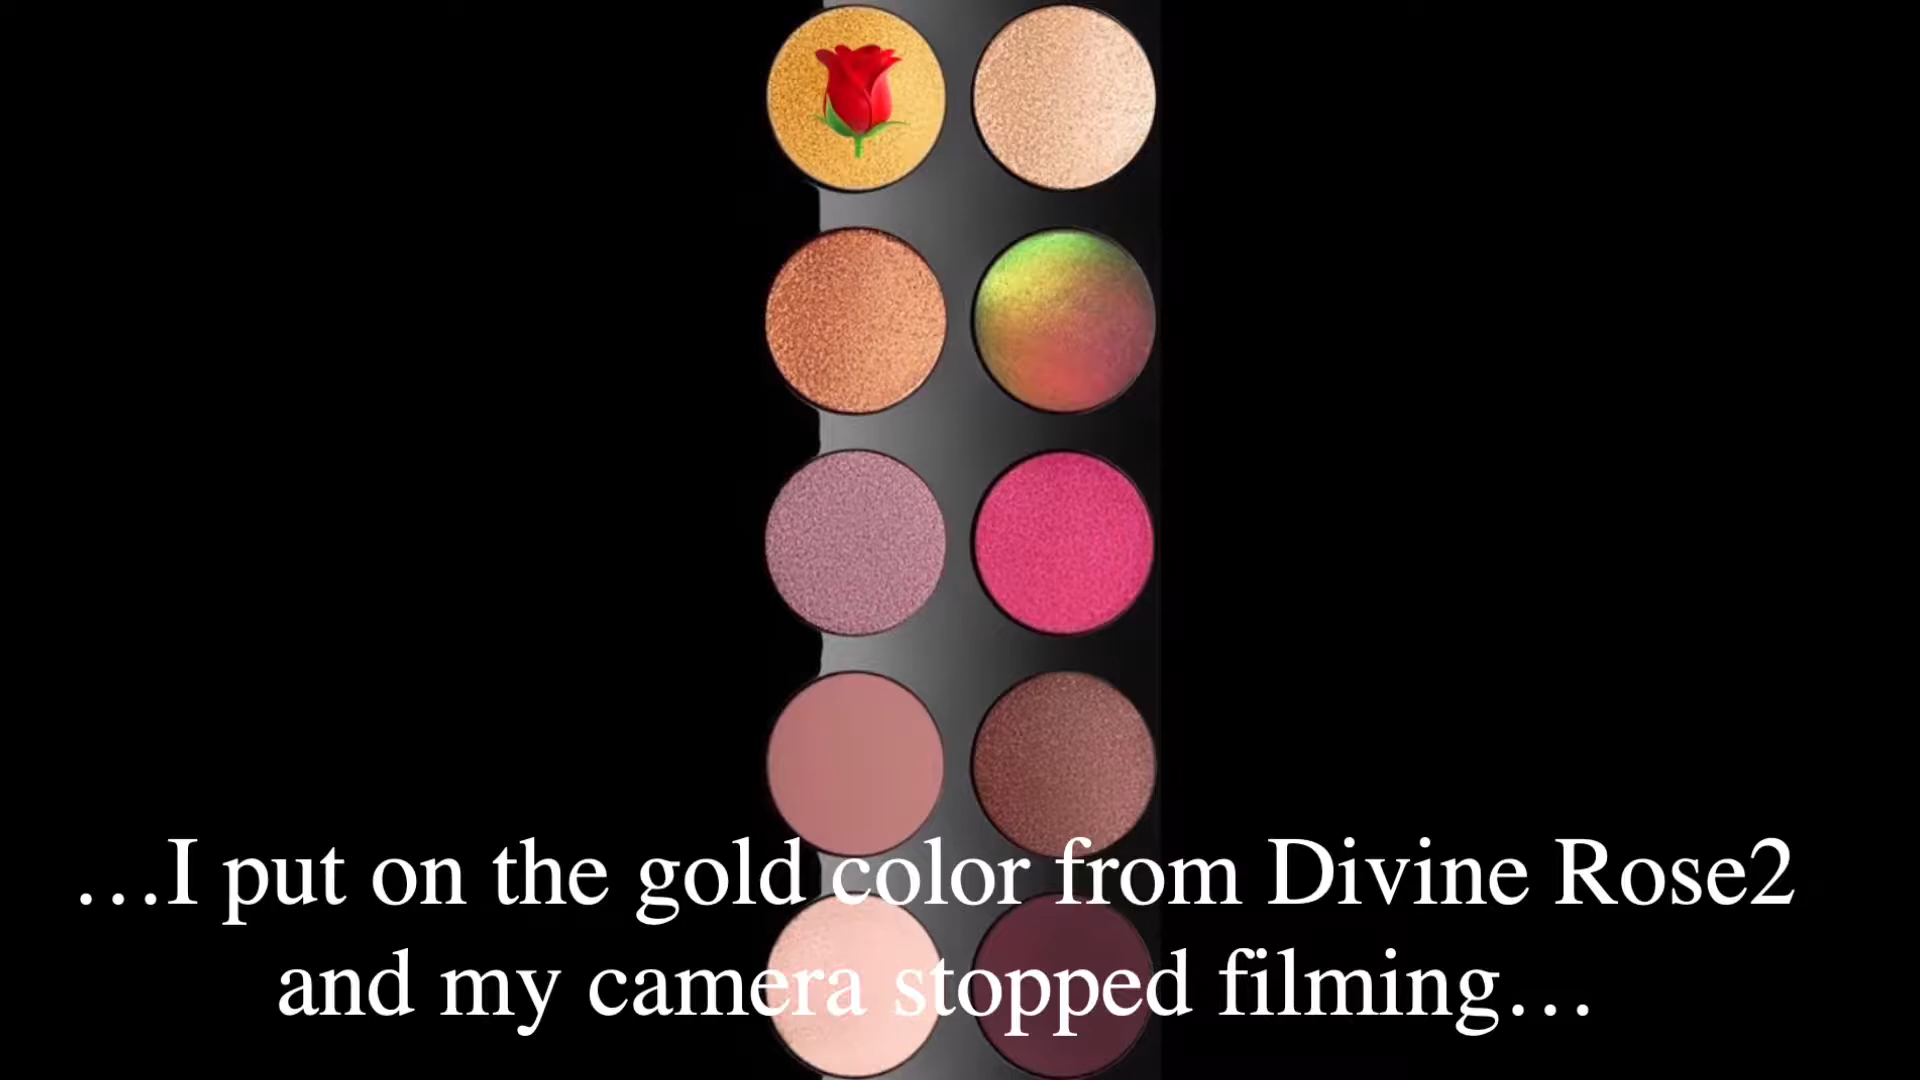 …I put on the gold color from Divine Rose2
and my camera stopped filming…